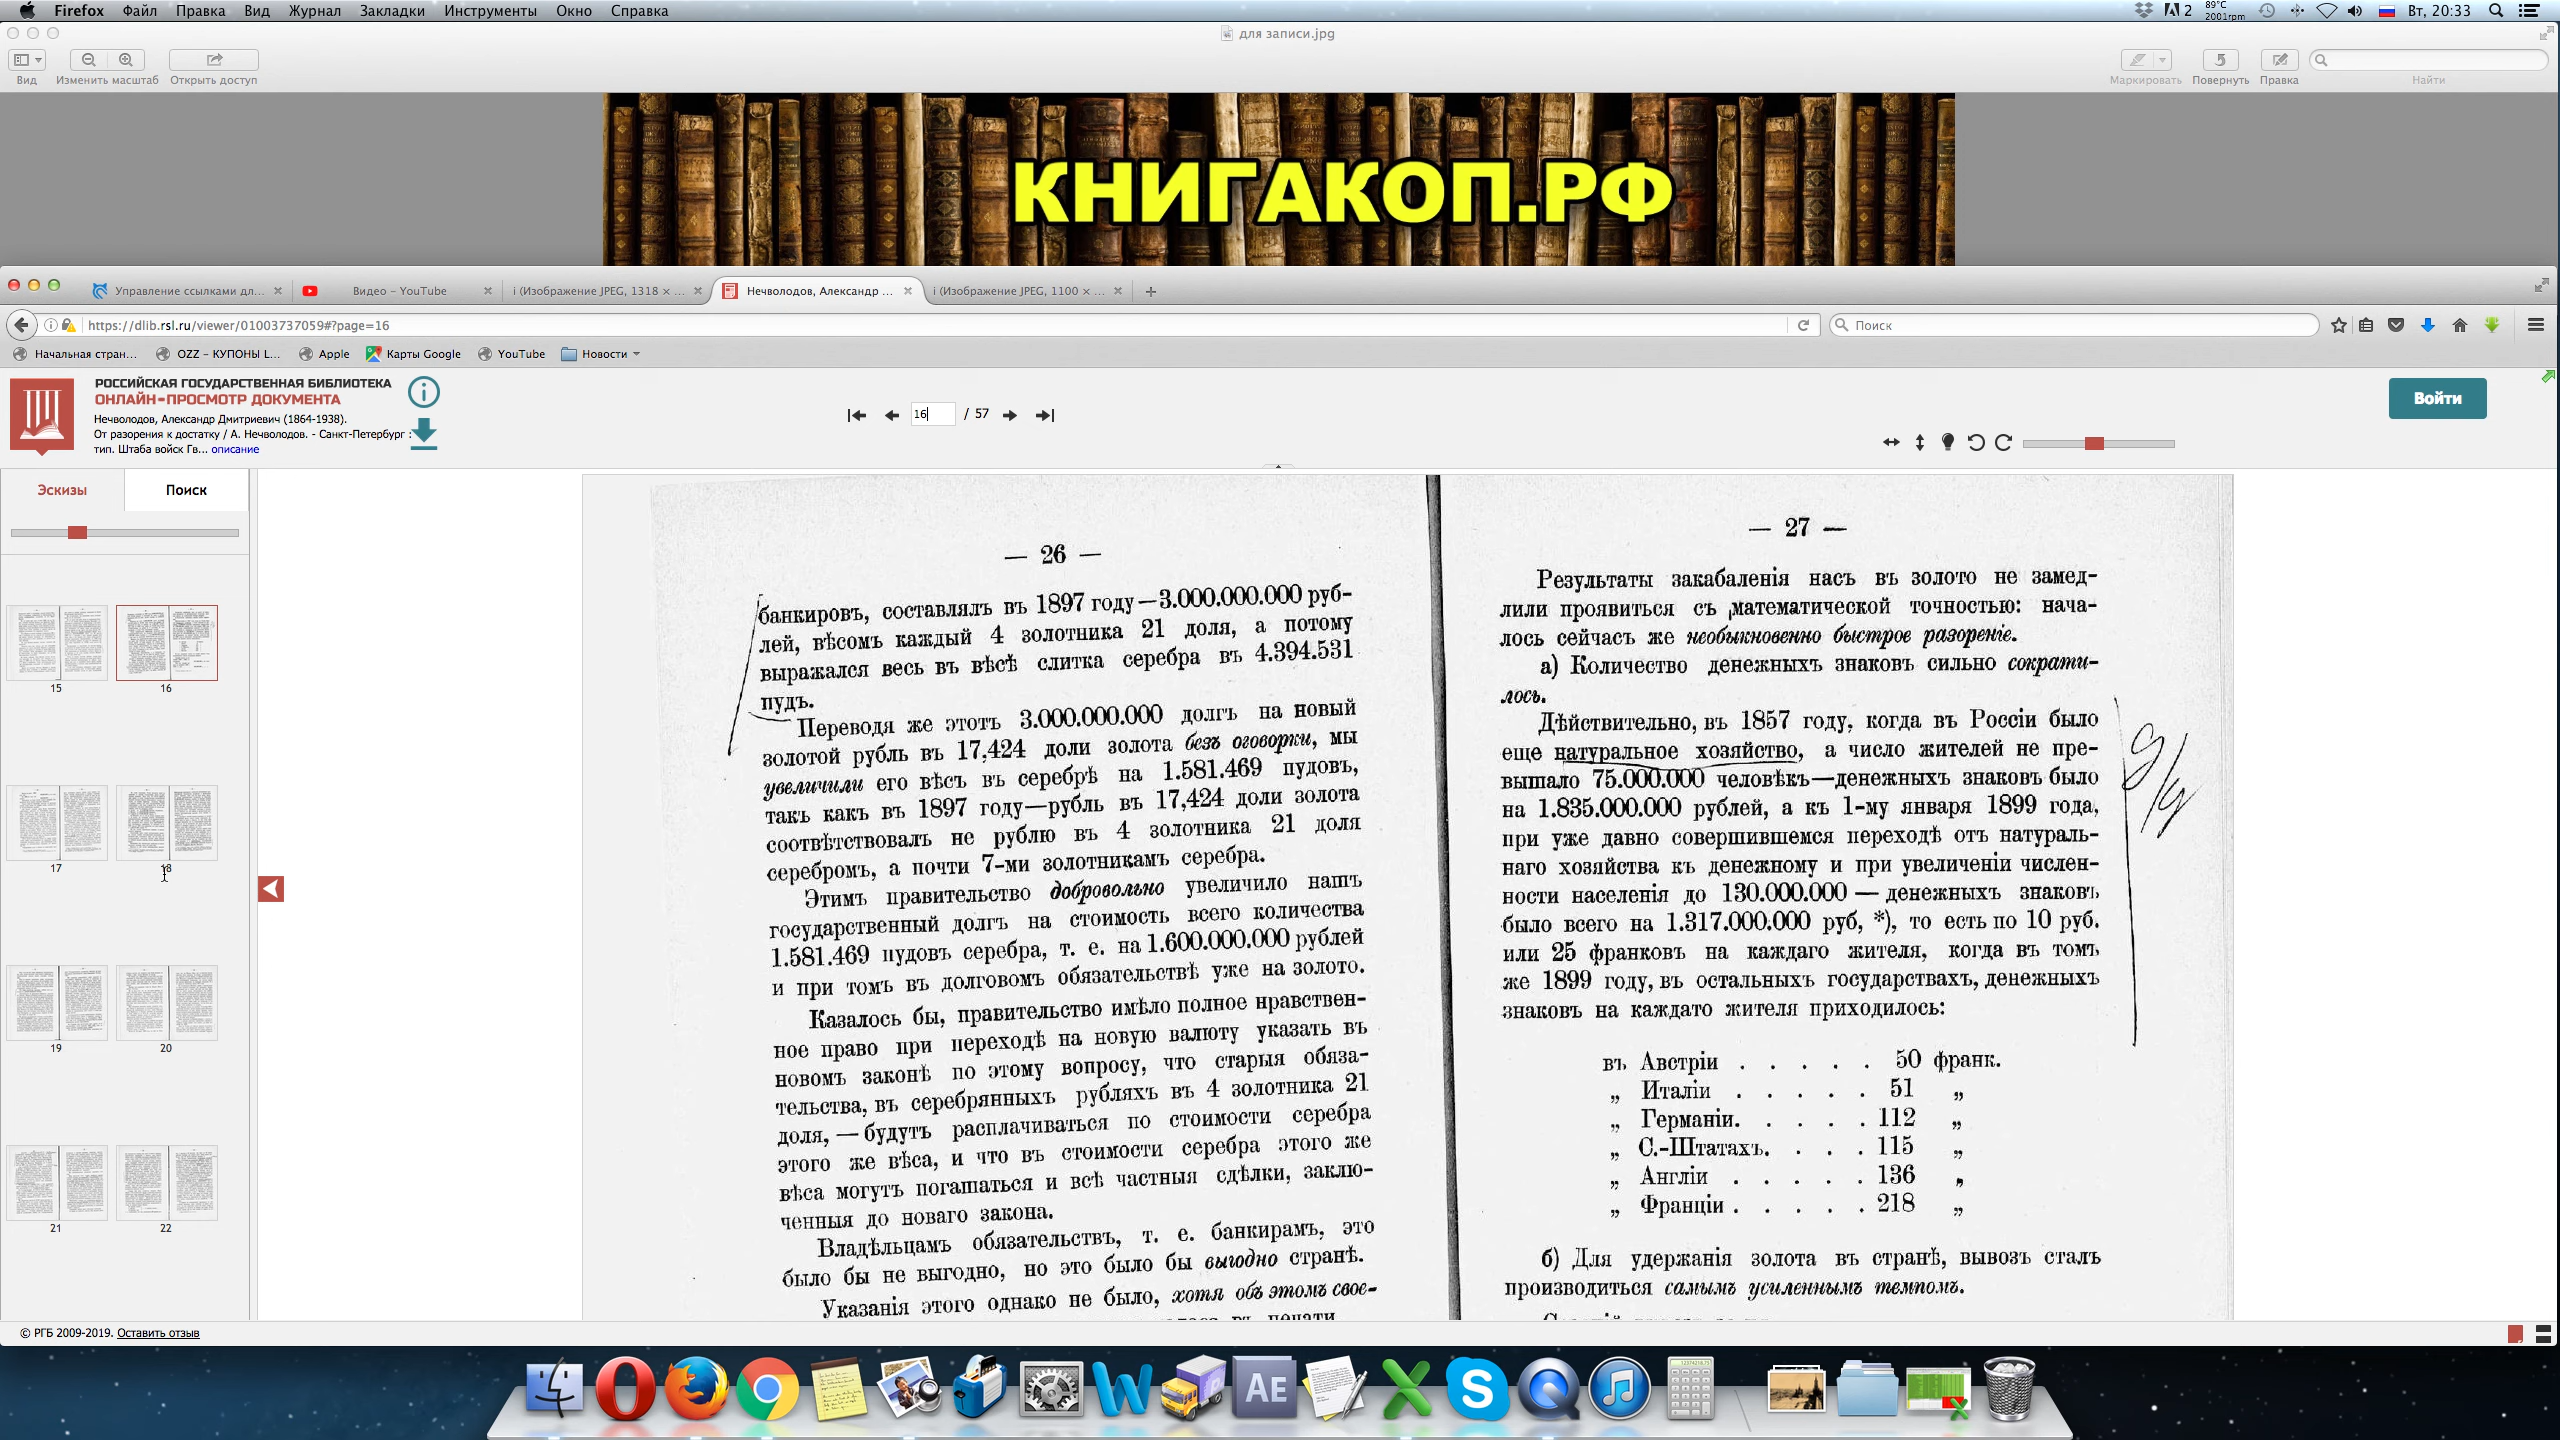 Firefox Файл Правка Вид Журнал Закладки Инструменты Окно Справка
2 89°C 2001rpm Вт, 20:33
для записи.jpg
Вид Изменить масштаб Открыть доступ
Маркировать Повернуть Правка Найти
КНИГАКОП.РФ
Управление ссылками дл... Видео – YouTube i (Изображение JPEG, 1318 × ... Нечволодов, Александр ... i (Изображение JPEG, 1100 × ...
https://dlib.rsl.ru/viewer/01003737059#?page=16 Поиск
Начальная стран... OZZ – КУПОНЫ L... Apple Карты Google YouTube Новости
РОССИЙСКАЯ ГОСУДАРСТВЕННАЯ БИБЛИОТЕКА
ОНЛАЙН-ПРОСМОТР ДОКУМЕНТА
Нечволодов, Александр Дмитриевич (1864-1938).
От разорения к достатку / А. Нечволодов. - Санкт-Петербург :
тип. Штаба войск Гв... описание
16 / 57
Войти
Эскизы Поиск
15 16
17 18
19 20
21 22
— 26 —
банкировъ, составлялъ въ 1897 году—3.000.000.000 руб-
лей, вѣсомъ каждый 4 золотника 21 доля, а потому
выражался весь въ вѣсѣ слитка серебра въ 4.394.531
пудъ.
Переводя же этотъ 3.000.000.000 долгъ на новый
золотой рубль въ 17,424 доли золота безъ оговорки, мы
увеличили его вѣсъ въ серебрѣ на 1.581.469 пудовъ,
такъ какъ въ 1897 году—рубль въ 17,424 доли золота
соотвѣтствовалъ не рублю въ 4 золотника 21 доля
серебромъ, а почти 7-ми золотникамъ серебра.
Этимъ правительство добровольно увеличило нашъ
государственный долгъ на стоимость всего количества
1.581.469 пудовъ серебра, т. е. на 1.600.000.000 рублей
и при томъ въ долговомъ обязательствѣ уже на золото.
Казалось бы, правительство имѣло полное нравствен-
ное право при переходѣ на новую валюту указать въ
новомъ законѣ по этому вопросу, что старыя обяза-
тельства, въ серебрянныхъ рубляхъ въ 4 золотника 21
доля, — будутъ расплачиваться по стоимости серебра
этого же вѣса, и что въ стоимости серебра этого же
вѣса могутъ погашаться и всѣ частныя сдѣлки, заклю-
ченныя до новаго закона.
Владѣльцамъ обязательствъ, т. е. банкирамъ, это
было бы не выгодно, но это было бы выгодно странѣ.
Указанія этого однако не было, хотя объ этомъ свое-
— 27 —
Результаты закабаленія насъ въ золото не замед-
лили проявиться съ математической точностью: нача-
лось сейчасъ же необыкновенно быстрое разореніе.
а) Количество денежныхъ знаковъ сильно сократи-
лось.
Дѣйствительно, въ 1857 году, когда въ Россіи было
еще натуральное хозяйство, а число жителей не пре-
вышало 75.000.000 человѣкъ—денежныхъ знаковъ было
на 1.835.000.000 рублей, а къ 1-му января 1899 года,
при уже давно совершившемся переходѣ отъ натураль-
наго хозяйства къ денежному и при увеличеніи числен-
ности населенія до 130.000.000 — денежныхъ знаковъ
было всего на 1.317.000.000 руб, *), то есть по 10 руб.
или 25 франковъ на каждаго жителя, когда въ томъ
же 1899 году, въ остальныхъ государствахъ, денежныхъ
знаковъ на каждаго жителя приходилось:
въ Австріи . . . . . 50 франк.
„ Италіи . . . . . 51 „
„ Германіи. . . . . 112 „
„ С.-Штатахъ. . . . 115 „
„ Англіи . . . . . 136 „
„ Франціи . . . . . 218 „
б) Для удержанія золота въ странѣ, вывозъ сталъ
производиться самымъ усиленнымъ темпомъ.
© РГБ 2009-2019. Оставить отзыв